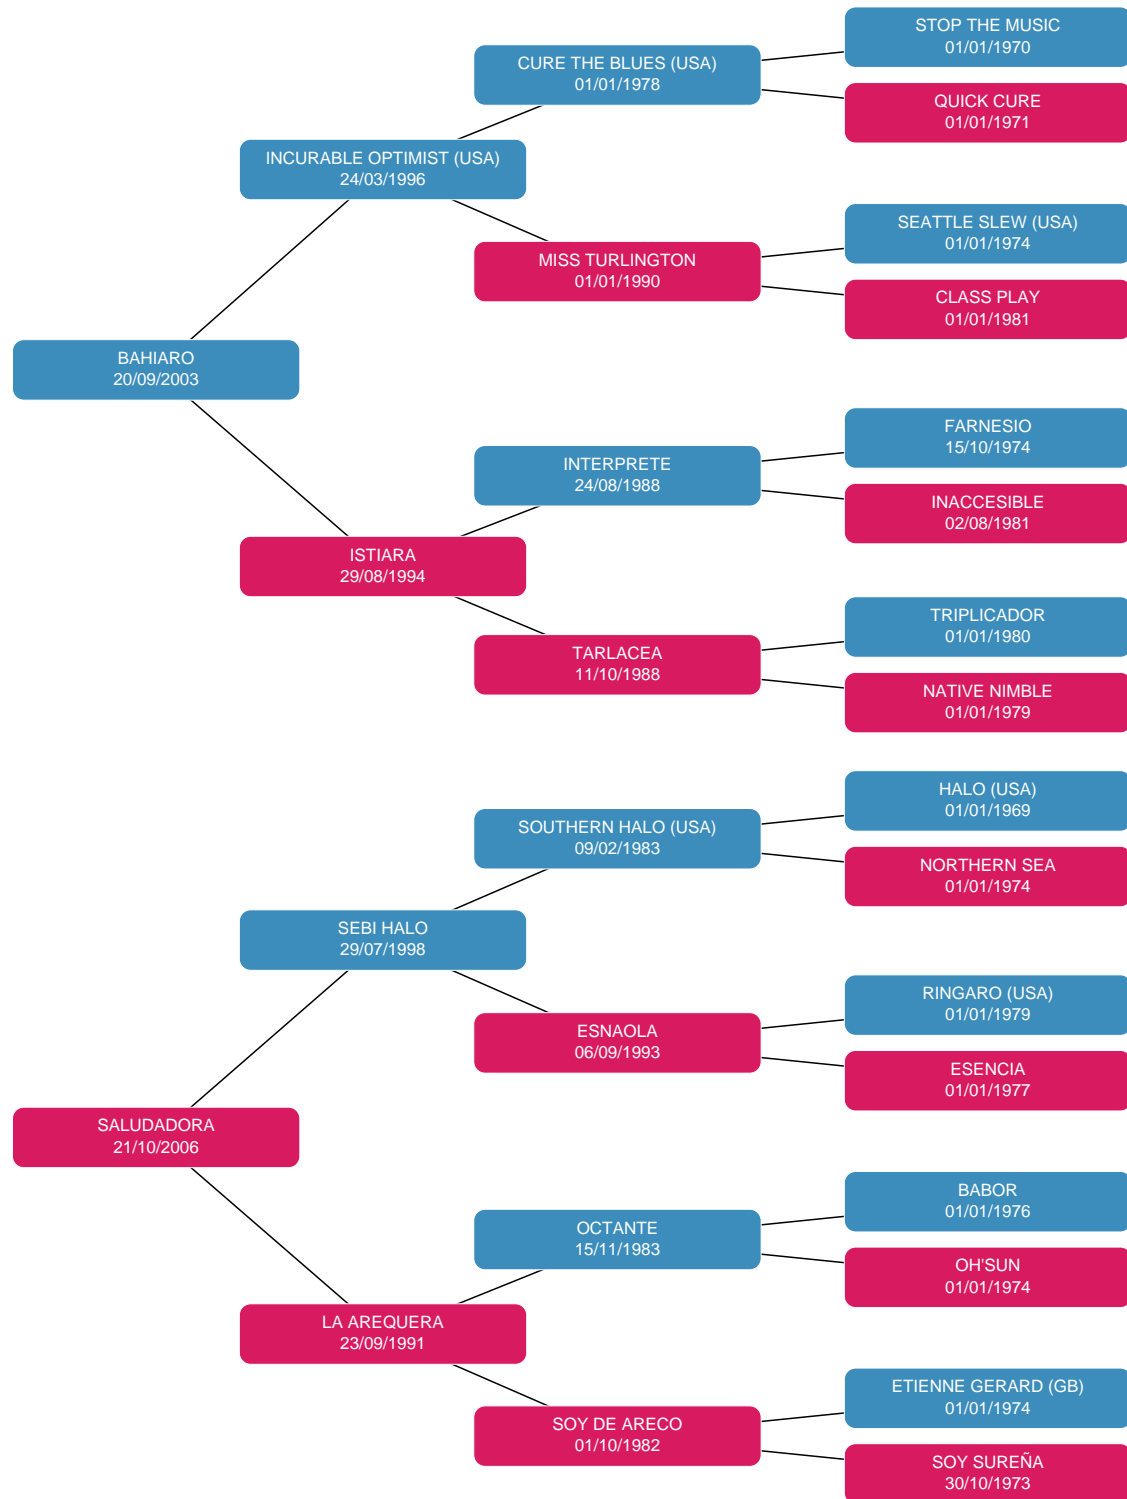 STOP THE MUSIC
01/01/1970
CURE THE BLUES (USA)
01/01/1978
QUICK CURE
01/01/1971
INCURABLE OPTIMIST (USA)
24/03/1996
SEATTLE SLEW (USA)
01/01/1974
MISS TURLINGTON
01/01/1990
CLASS PLAY
01/01/1981
BAHIARO
20/09/2003
FARNESIO
15/10/1974
INTERPRETE
24/08/1988
INACCESIBLE
02/08/1981
ISTIARA
29/08/1994
TRIPLICADOR
01/01/1980
TARLACEA
11/10/1988
NATIVE NIMBLE
01/01/1979
HALO (USA)
01/01/1969
SOUTHERN HALO (USA)
09/02/1983
NORTHERN SEA
01/01/1974
SEBI HALO
29/07/1998
RINGARO (USA)
01/01/1979
ESNAOLA
06/09/1993
ESENCIA
01/01/1977
SALUDADORA
21/10/2006
BABOR
01/01/1976
OCTANTE
15/11/1983
OH'SUN
01/01/1974
LA AREQUERA
23/09/1991
ETIENNE GERARD (GB)
01/01/1974
SOY DE ARECO
01/10/1982
SOY SUREÑA
30/10/1973